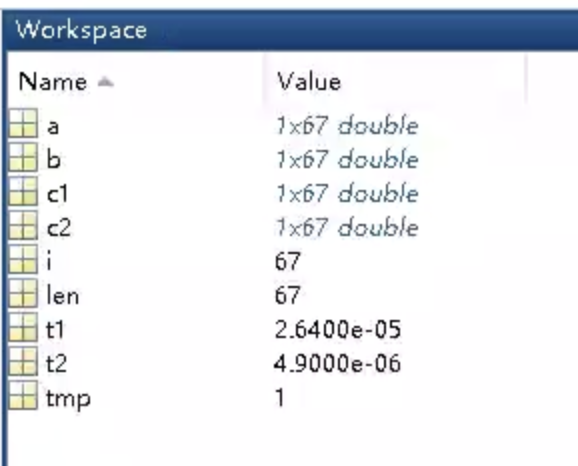 Workspace
Name Value
a 1x67 double
b 1x67 double
c1 1x67 double
c2 1x67 double
i 67
len 67
t1 2.6400e-05
t2 4.9000e-06
tmp 1